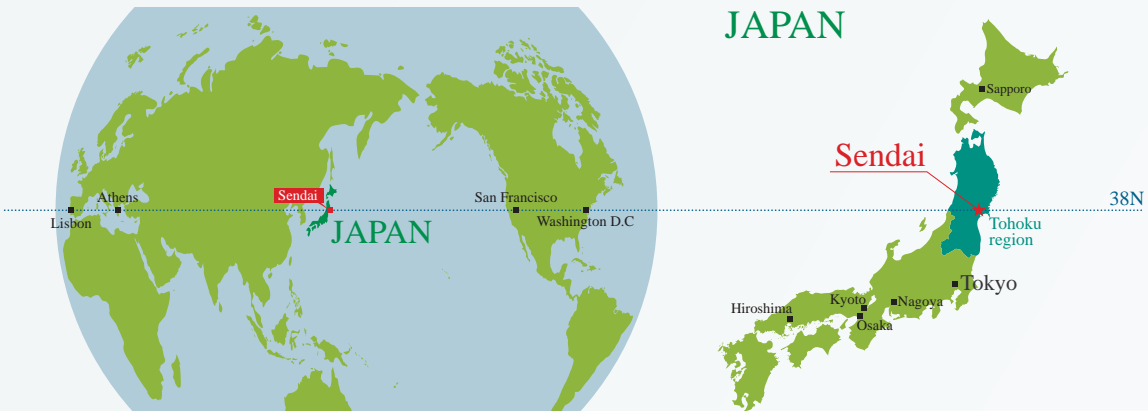 JAPAN
Sapporo
Sendai
Athens
Sendai
San Francisco
38N
Lisbon
JAPAN
Washington D.C
Tohoku
region
Tokyo
Hiroshima
Kyoto
Nagoya
Osaka